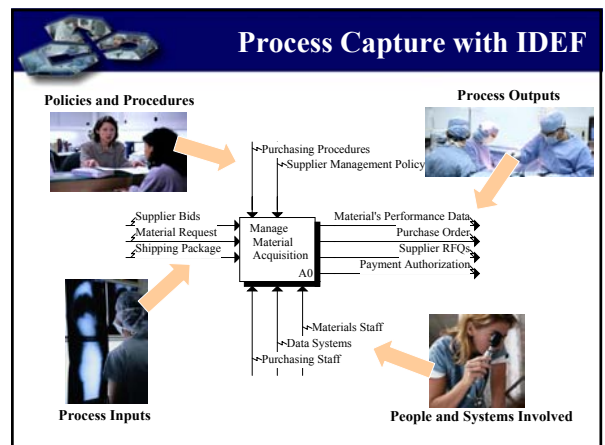 Process Capture with IDEF
Policies and Procedures
Process Outputs
Purchasing Procedures
Supplier Management Policy
Supplier Bids
Material Request
Shipping Package
Manage
Material
Acquisition
A0
Material's Performance Data
Purchase Order
Supplier RFQs
Payment Authorization
Materials Staff
Data Systems
Purchasing Staff
Process Inputs
People and Systems Involved